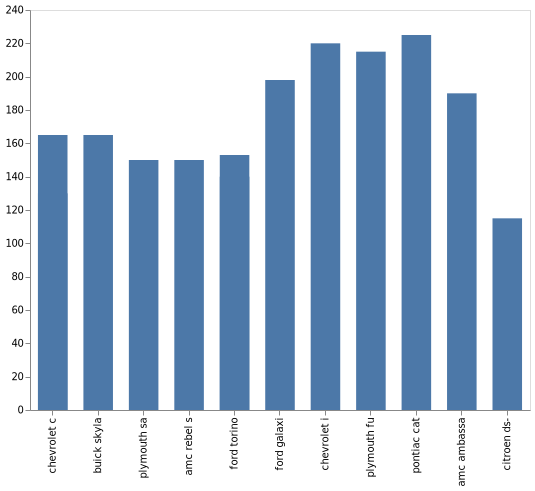 240
220
200
180
160
140
120
100
80
60
40
20
0
chevrolet c
buick skyla
plymouth sa
amc rebel s
ford torino
ford galaxi
chevrolet i
plymouth fu
pontiac cat
amc ambassa
citroen ds-